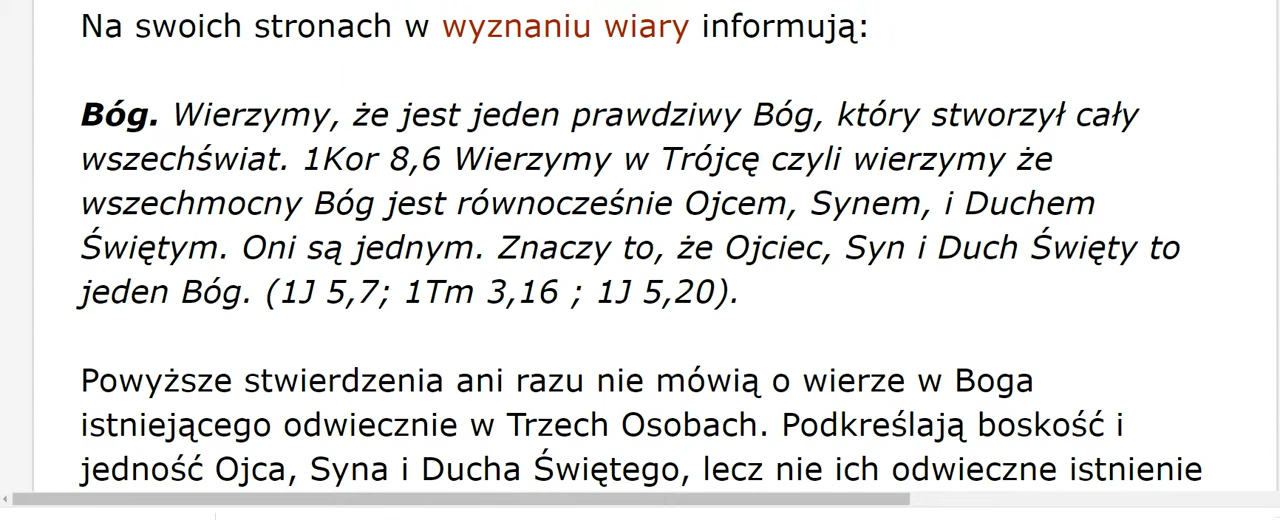 Na swoich stronach w wyznaniu wiary informują:
Bóg. Wierzymy, że jest jeden prawdziwy Bóg, który stworzył cały
wszechświat. 1Kor 8,6 Wierzymy w Trójcę czyli wierzymy że
wszechmocny Bóg jest równocześnie Ojcem, Synem, i Duchem
Świętym. Oni są jednym. Znaczy to, że Ojciec, Syn i Duch Święty to
jeden Bóg. (1J 5,7; 1Tm 3,16 ; 1J 5,20).
Powyższe stwierdzenia ani razu nie mówią o wierze w Boga
istniejącego odwiecznie w Trzech Osobach. Podkreślają boskość i
jedność Ojca, Syna i Ducha Świętego, lecz nie ich odwieczne istnienie